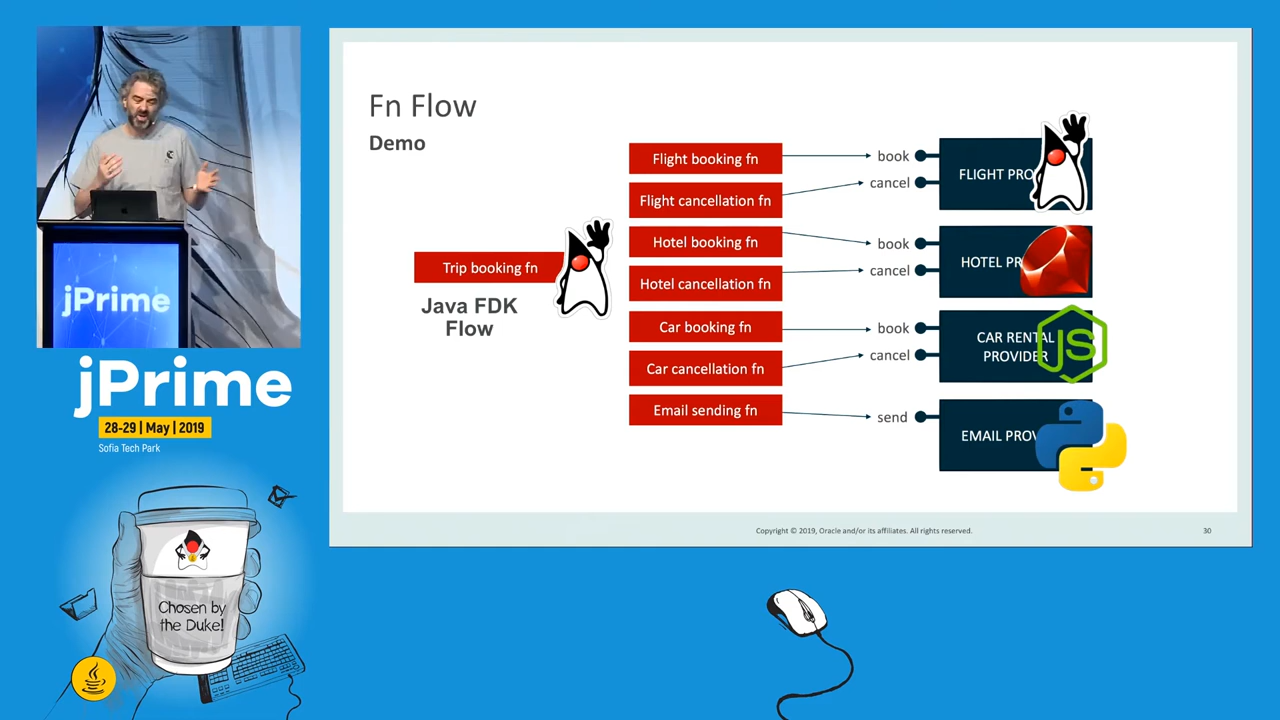 jPrime
jPrime
28-29 | May | 2019
Sofia Tech Park
Chosen by
the Duke!
Fn Flow
Demo
Trip booking fn
Java FDK
Flow
Flight booking fn
Flight cancellation fn
Hotel booking fn
Hotel cancellation fn
Car booking fn
Car cancellation fn
Email sending fn
book
cancel
book
cancel
book
cancel
send
FLIGHT PRO
HOTEL PR
CAR RENTAL
PROVIDER
JS
EMAIL PROV
Copyright © 2019, Oracle and/or its affiliates. All rights reserved.
30